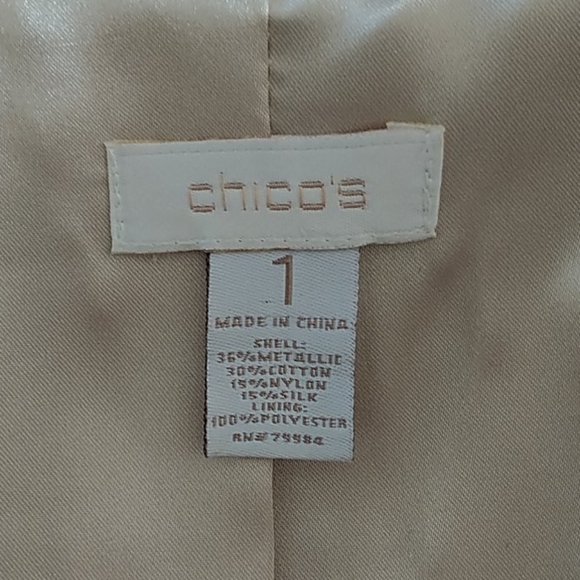 chico's
1
MADE IN CHINA
SHELL:
36%METALLIC
30%COTTON
19%NYLON
15%SILK
LINING:
100%POLYESTER
RN#79984